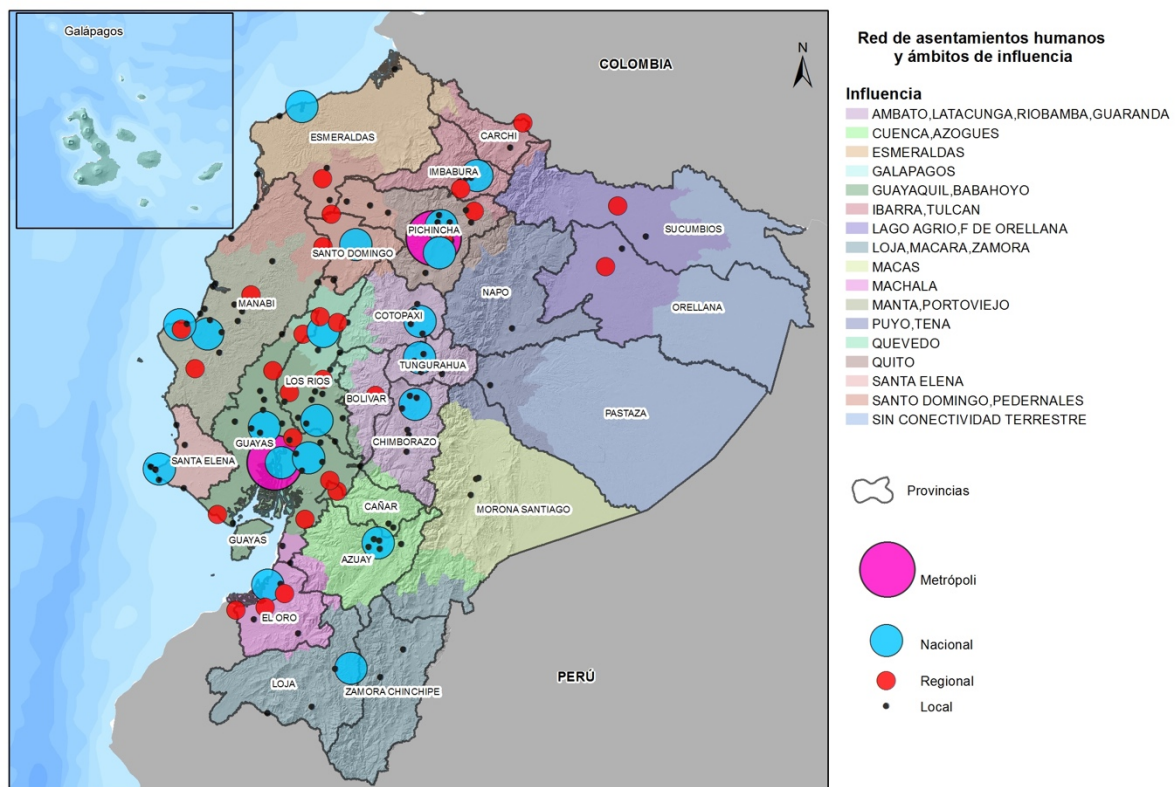 Galápagos
N
COLOMBIA
ESMERALDAS
CARCHI
IMBABURA
PICHINCHA
SUCUMBIOS
SANTO DOMINGO
NAPO
ORELLANA
MANABI
COTOPAXI
TUNGURAHUA
LOS RIOS
BOLIVAR
PASTAZA
CHIMBORAZO
GUAYAS
SANTA ELENA
CAÑAR
MORONA SANTIAGO
GUAYAS
AZUAY
EL ORO
PERÚ
LOJA
ZAMORA CHINCHIPE
Red de asentamientos humanos
y ámbitos de influencia
Influencia
AMBATO,LATACUNGA,RIOBAMBA,GUARANDA
CUENCA,AZOGUES
ESMERALDAS
GALAPAGOS
GUAYAQUIL,BABAHOYO
IBARRA,TULCAN
LAGO AGRIO,F DE ORELLANA
LOJA,MACARA,ZAMORA
MACAS
MACHALA
MANTA,PORTOVIEJO
PUYO,TENA
QUEVEDO
QUITO
SANTA ELENA
SANTO DOMINGO,PEDERNALES
SIN CONECTIVIDAD TERRESTRE
Provincias
Metrópoli
Nacional
Regional
Local